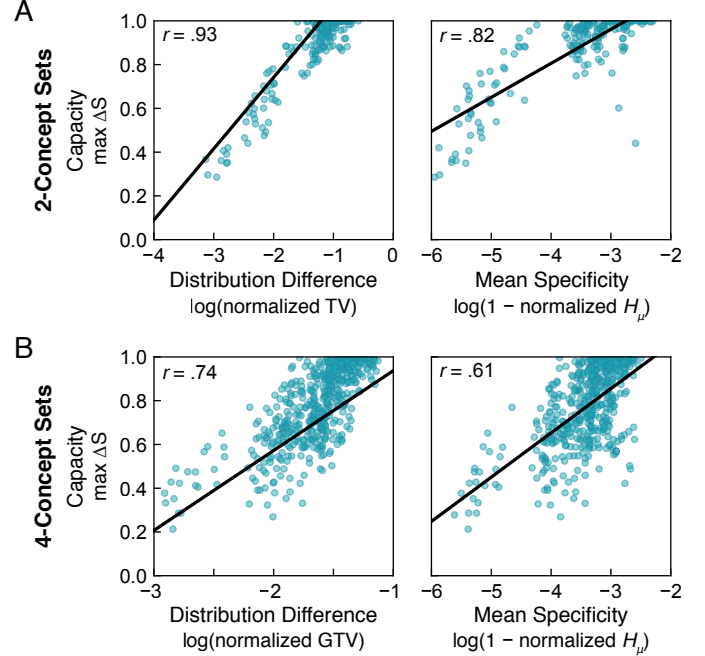 A
2-Concept Sets
Capacity
max ΔS
1.0
0.8
0.6
0.4
0.2
0.0
r = .93
−4 −3 −2 −1 0
Distribution Difference
log(normalized TV)
r = .82
−6 −5 −4 −3 −2
Mean Specificity
log(1 − normalized Hμ)
B
4-Concept Sets
Capacity
max ΔS
1.0
0.8
0.6
0.4
0.2
0.0
r = .74
−3 −2 −1
Distribution Difference
log(normalized GTV)
r = .61
−6 −5 −4 −3 −2
Mean Specificity
log(1 − normalized Hμ)